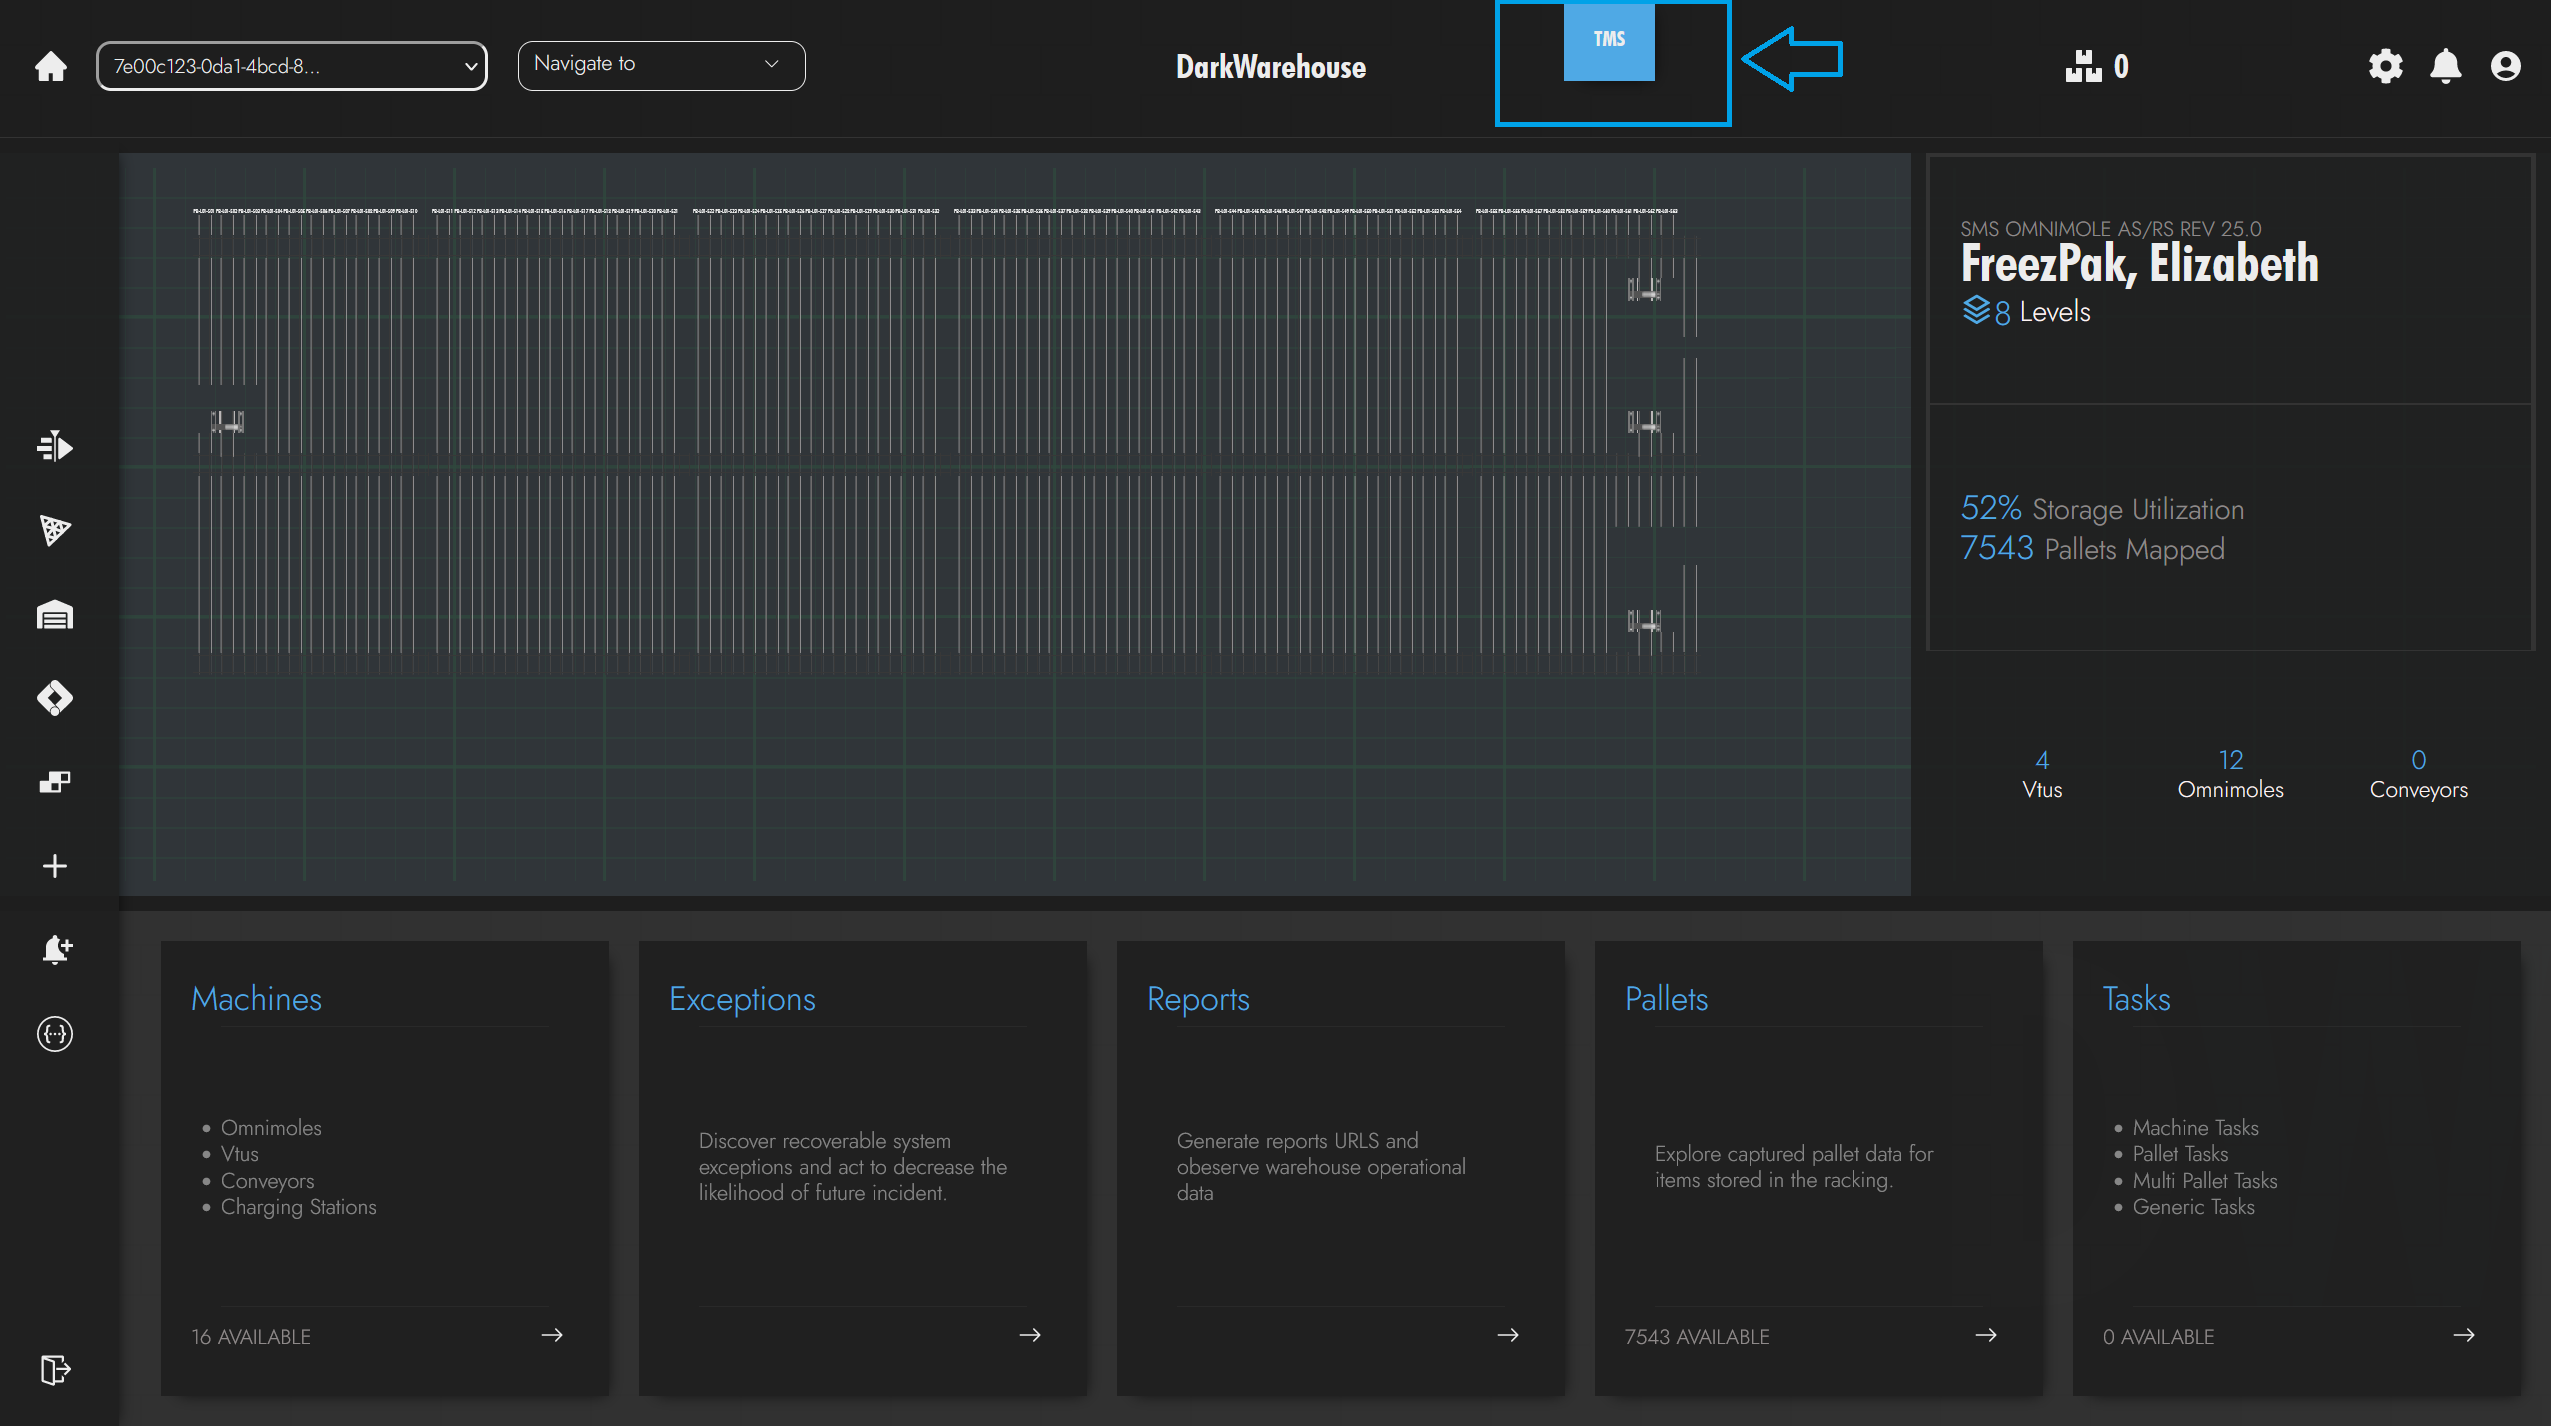 7e00c123-0da1-4bcd-8...
Navigate to
DarkWarehouse
TMS
0
SMS OMNIMOLE AS/RS REV 25.0
FreezPak, Elizabeth
8 Levels
52% Storage Utilization
7543 Pallets Mapped
4
Vtus
12
Omnimoles
0
Conveyors
Machines
Omnimoles
Vtus
Conveyors
Charging Stations
16 AVAILABLE
Exceptions
Discover recoverable system
exceptions and act to decrease the
likelihood of future incident.
Reports
Generate reports URLS and
obeserve warehouse operational
data
Pallets
Explore captured pallet data for
items stored in the racking.
7543 AVAILABLE
Tasks
Machine Tasks
Pallet Tasks
Multi Pallet Tasks
Generic Tasks
0 AVAILABLE